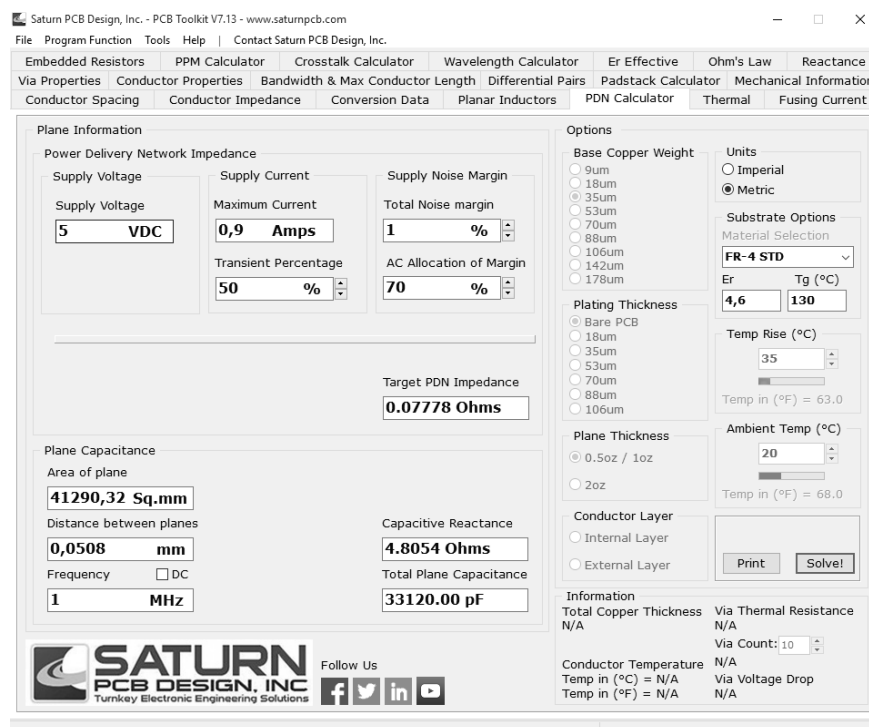 Saturn PCB Design, Inc. - PCB Toolkit V7.13 - www.saturnpcb.com
File Program Function Tools Help | Contact Saturn PCB Design, Inc.
Embedded Resistors PPM Calculator Crosstalk Calculator Wavelength Calculator Er Effective Ohm's Law Reactance
Via Properties Conductor Properties Bandwidth & Max Conductor Length Differential Pairs Padstack Calculator Mechanical Information
Conductor Spacing Conductor Impedance Conversion Data Planar Inductors PDN Calculator Thermal Fusing Current
Plane Information
Power Delivery Network Impedance
Supply Voltage
Supply Voltage
5 VDC
Supply Current
Maximum Current
0,9 Amps
Transient Percentage
50 %
Supply Noise Margin
Total Noise margin
1 %
AC Allocation of Margin
70 %
Target PDN Impedance
0.07778 Ohms
Plane Capacitance
Area of plane
41290,32 Sq.mm
Distance between planes
0,0508 mm
Frequency DC
1 MHz
Capacitive Reactance
4.8054 Ohms
Total Plane Capacitance
33120.00 pF
SATURN
PCB DESIGN, INC
Turnkey Electronic Engineering Solutions
Follow Us
f
in
Options
Base Copper Weight
9um
18um
35um
53um
70um
88um
106um
142um
178um
Plating Thickness
Bare PCB
18um
35um
53um
70um
88um
106um
Plane Thickness
0.5oz / 1oz
2oz
Conductor Layer
Internal Layer
External Layer
Units
Imperial
Metric
Substrate Options
Material Selection
FR-4 STD
Er Tg (°C)
4,6 130
Temp Rise (°C)
35
Temp in (°F) = 63.0
Ambient Temp (°C)
20
Temp in (°F) = 68.0
Print Solve!
Information
Total Copper Thickness
N/A
Conductor Temperature
Temp in (°C) = N/A
Temp in (°F) = N/A
Via Thermal Resistance
N/A
Via Count: 10
N/A
Via Voltage Drop
N/A